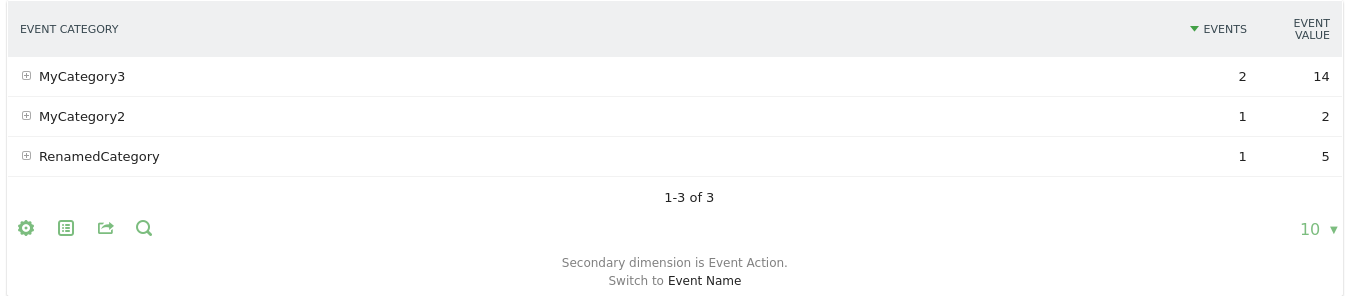 EVENT CATEGORY EVENTS EVENT VALUE
MyCategory3 2 14
MyCategory2 1 2
RenamedCategory 1 5
1-3 of 3
10
Secondary dimension is Event Action.
Switch to Event Name